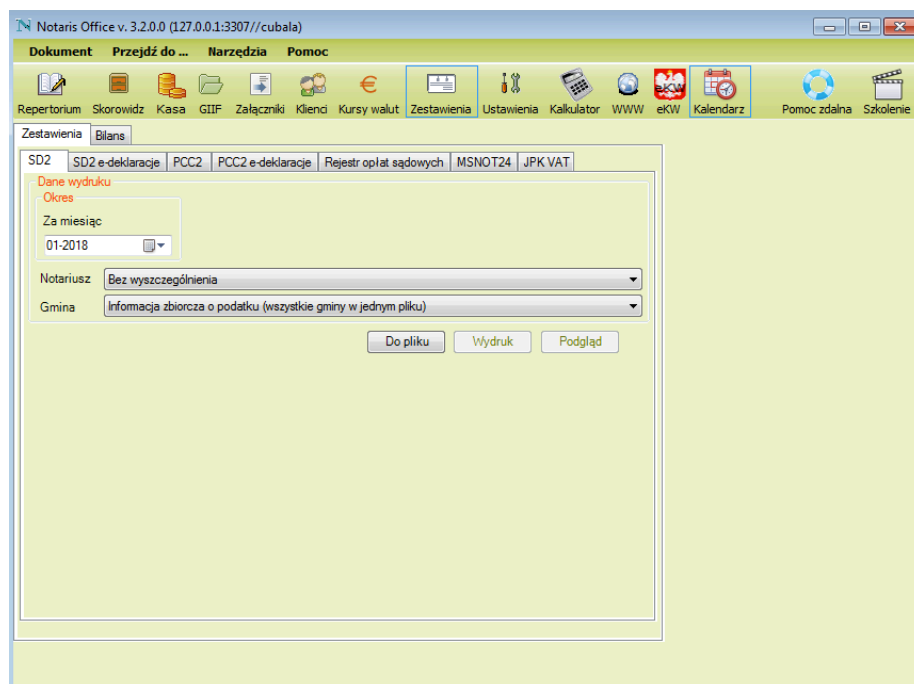 Notaris Office v. 3.2.0.0 (127.0.0.1:3307//cubala)
Dokument Przejdź do ... Narzędzia Pomoc
Repertorium Skorowidz Kasa GIIF Załączniki Klienci Kursy walut Zestawienia Ustawienia Kalkulator WWW eKW Kalendarz Pomoc zdalna Szkolenie
Zestawienia Bilans
SD2 SD2 e-deklaracje PCC2 PCC2 e-deklaracje Rejestr opłat sądowych MSNOT24 JPK VAT
Dane wydruku
Okres
Za miesiąc
01-2018
Notariusz Bez wyszczególnienia
Gmina Informacja zbiorcza o podatku (wszystkie gminy w jednym pliku)
Do pliku Wydruk Podgląd